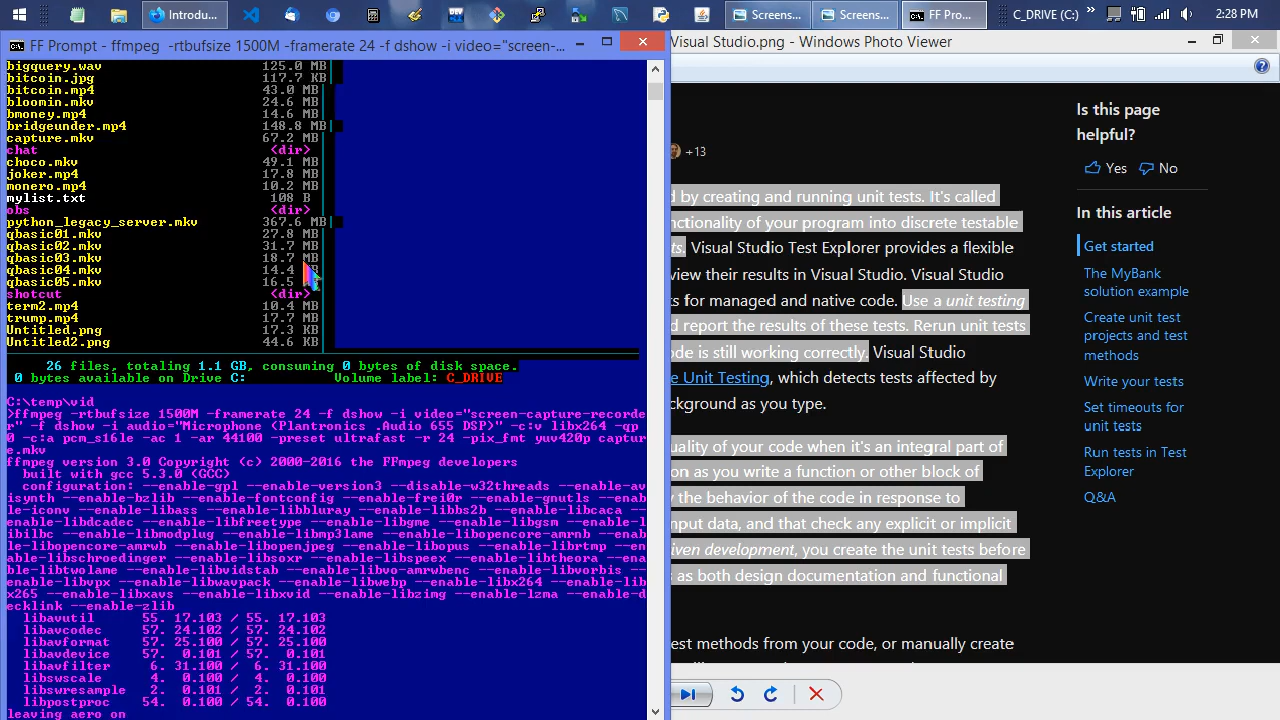 Introdu...
Screens...
Screens...
FF Pro...
C_DRIVE (C:)
2:28 PM
FF Prompt - ffmpeg -rtbufsize 1500M -framerate 24 -f dshow -i video="screen-...
Visual Studio.png - Windows Photo Viewer
bigquery.wav 125.0 MB
bitcoin.jpg 117.7 KB
bitcoin.mp4 43.0 MB
bloomin.mkv 24.6 MB
bmoney.mp4 14.6 MB
bridgeunder.mp4 148.8 MB
capture.mkv 67.2 MB
chat <dir>
choco.mkv 49.1 MB
joker.mp4 17.8 MB
monero.mp4 10.2 MB
mylist.txt 108 B
obs <dir>
python_legacy_server.mkv 367.6 MB
qbasic01.mkv 27.8 MB
qbasic02.mkv 31.7 MB
qbasic03.mkv 18.7 MB
qbasic04.mkv 14.4
qbasic05.mkv 16.5
shotcut <dir>
term2.mp4 10.4 MB
trump.mp4 17.7 MB
Untitled.png 17.3 KB
Untitled2.png 44.6 KB
26 files, totaling 1.1 GB, consuming 0 bytes of disk space.
0 bytes available on Drive C: Volume label: C_DRIVE
C:\temp\vid
>ffmpeg -rtbufsize 1500M -framerate 24 -f dshow -i video="screen-capture-recorde
r" -f dshow -i audio="Microphone (Plantronics .Audio 655 DSP)" -c:v libx264 -qp
0 -c:a pcm_s16le -ac 1 -ar 44100 -preset ultrafast -r 24 -pix_fmt yuv420p captur
e.mkv
ffmpeg version 3.0 Copyright (c) 2000-2016 the FFmpeg developers
built with gcc 5.3.0 (GCC)
configuration: --enable-gpl --enable-version3 --disable-w32threads --enable-av
isynth --enable-bzlib --enable-fontconfig --enable-frei0r --enable-gnutls --enab
le-iconv --enable-libass --enable-libbluray --enable-libbs2b --enable-libcaca --
enable-libdcadec --enable-libfreetype --enable-libgme --enable-libgsm --enable-l
ibilbc --enable-libmodplug --enable-libmp3lame --enable-libopencore-amrnb --enab
le-libopencore-amrwb --enable-libopenjpeg --enable-libopus --enable-librtmp --en
able-libschroedinger --enable-libsoxr --enable-libspeex --enable-libtheora --ena
ble-libtwolame --enable-libvidstab --enable-libvo-amrwbenc --enable-libvorbis --
enable-libvpx --enable-libwavpack --enable-libwebp --enable-libx264 --enable-lib
x265 --enable-libxavs --enable-libxvid --enable-libzimg --enable-lzma --enable-d
ecklink --enable-zlib
libavutil 55. 17.103 / 55. 17.103
libavcodec 57. 24.102 / 57. 24.102
libavformat 57. 25.100 / 57. 25.100
libavdevice 57. 0.101 / 57. 0.101
libavfilter 6. 31.100 / 6. 31.100
libswscale 4. 0.100 / 4. 0.100
libswresample 2. 0.101 / 2. 0.101
libpostproc 54. 0.100 / 54. 0.100
leaving aero on
+13
d by creating and running unit tests. It's called
nctionality of your program into discrete testable
ts. Visual Studio Test Explorer provides a flexible
view their results in Visual Studio. Visual Studio
s for managed and native code. Use a unit testing
d report the results of these tests. Rerun unit tests
ode is still working correctly. Visual Studio
e Unit Testing, which detects tests affected by
ckground as you type.
uality of your code when it's an integral part of
on as you write a function or other block of
y the behavior of the code in response to
nput data, and that check any explicit or implicit
iven development, you create the unit tests before
s as both design documentation and functional
est methods from your code, or manually create
Is this page
helpful?
Yes No
In this article
Get started
The MyBank
solution example
Create unit test
projects and test
methods
Write your tests
Set timeouts for
unit tests
Run tests in Test
Explorer
Q&A